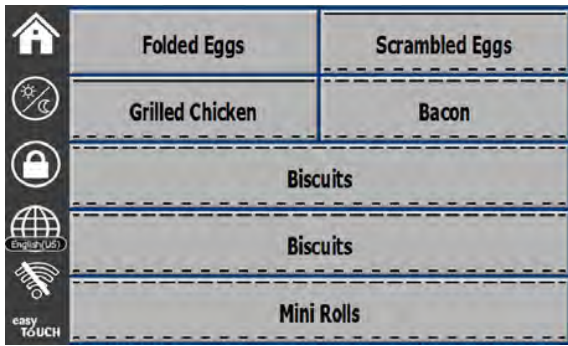 Folded Eggs
Scrambled Eggs
Grilled Chicken
Bacon
Biscuits
English(US)
Biscuits
Mini Rolls
easy
TOUCH